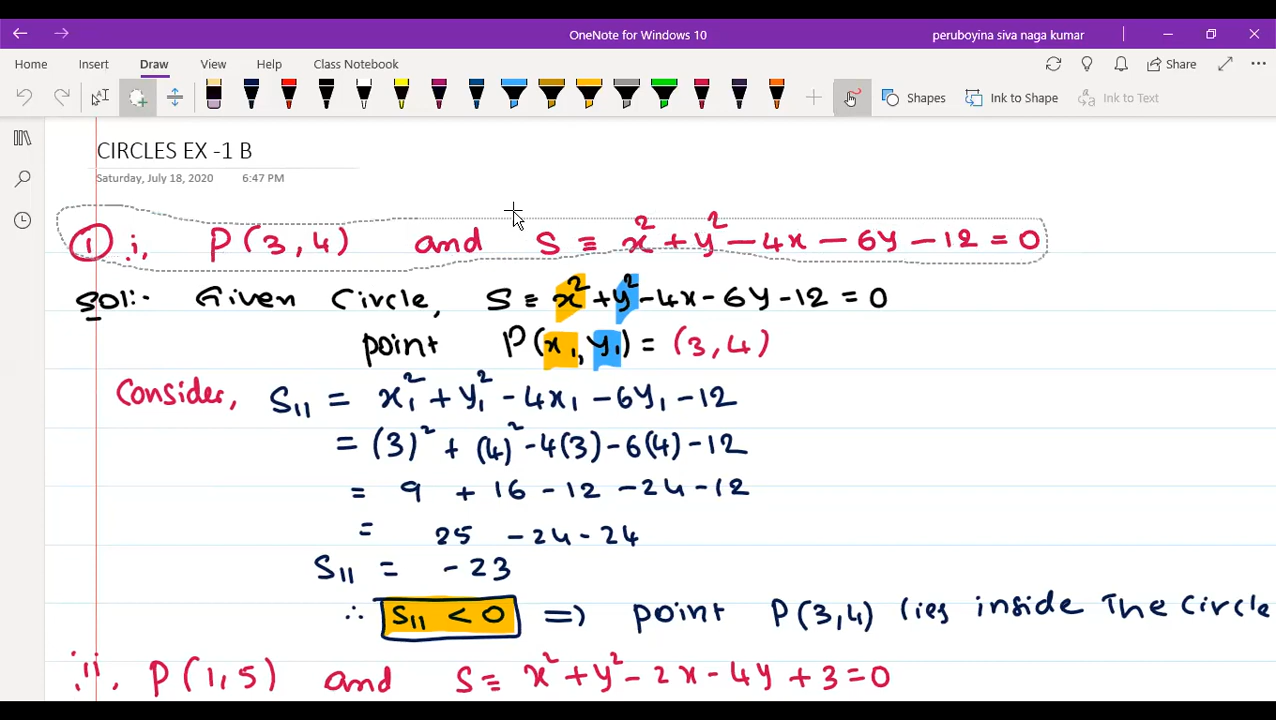 OneNote for Windows 10
peruboyina siva naga kumar
Home Insert Draw View Help Class Notebook Share
Shapes Ink to Shape Ink to Text
CIRCLES EX -1 B
Saturday, July 18, 2020 6:47 PM
① i, P(3,4) and S ≡ x² + y² - 4x - 6y - 12 = 0
Sol:- Given Circle, S ≡ x² + y² - 4x - 6y - 12 = 0
point P(x₁, y₁) = (3,4)
Consider, S₁₁ = x₁² + y₁² - 4x₁ - 6y₁ - 12
= (3)² + (4)² - 4(3) - 6(4) - 12
= 9 + 16 - 12 - 24 - 12
= 25 - 24 - 24
S₁₁ = - 23
∴ S₁₁ < 0 ⇒ point P(3,4) lies inside The Circle
ii. P(1,5) and S ≡ x² + y² - 2x - 4y + 3 = 0